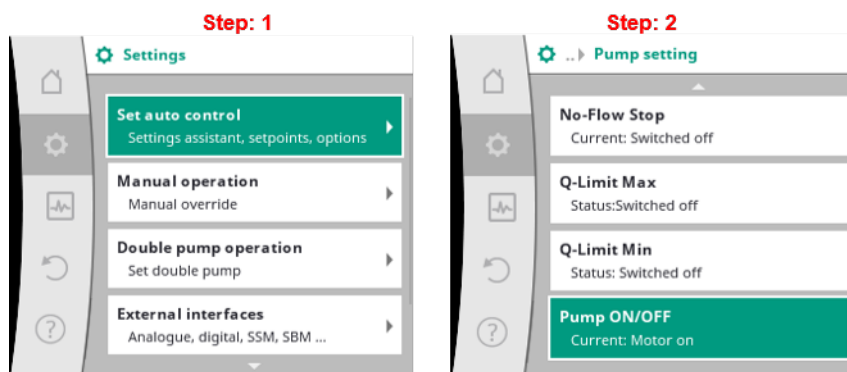 Step: 1
Settings
Set auto control
Settings assistant, setpoints, options
Manual operation
Manual override
Double pump operation
Set double pump
External interfaces
Analogue, digital, SSM, SBM ...
?
Step: 2
.. Pump setting
No-Flow Stop
Current: Switched off
Q-Limit Max
Status:Switched off
Q-Limit Min
Status: Switched off
Pump ON/OFF
Current: Motor on
?